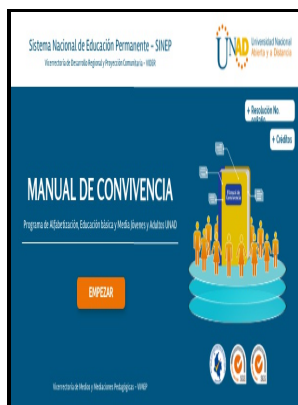 Sistema Nacional de Educación Permanente – SINEP
Vicerrectoría de Desarrollo Regional y Proyección Comunitaria - VIDER
UNAD
Universidad Nacional
Abierta y a Distancia
+ Resolución No.
+ Créditos
Manual de
Convivencia
MANUAL DE CONVIVENCIA
Programa de Alfabetización, Educación básica y Media Jóvenes y Adultos UNAD
EMPEZAR
Vicerrectoría de Medios y Mediaciones Pedagógicas - VIMEP